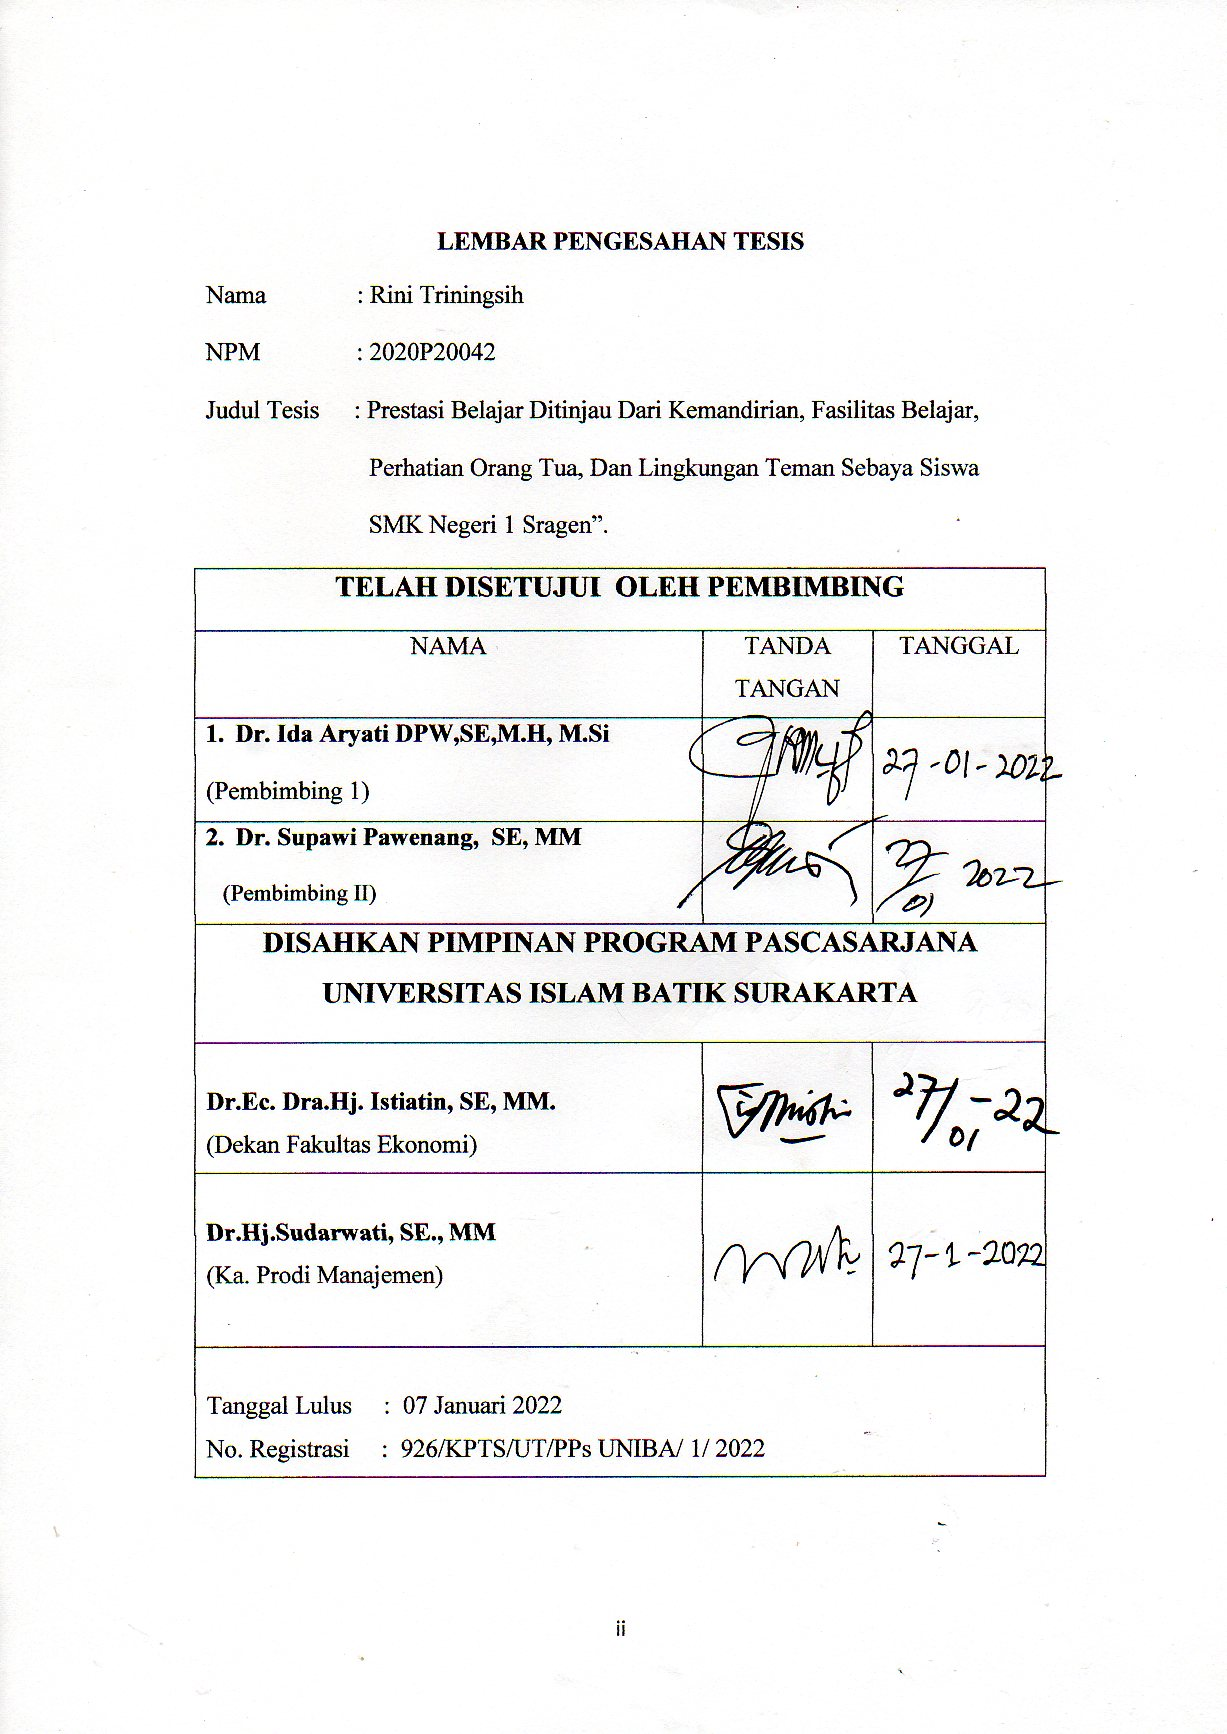 LEMBAR PENGESAHAN TESIS
Nama : Rini Triningsih
NPM : 2020P20042
Judul Tesis : Prestasi Belajar Ditinjau Dari Kemandirian, Fasilitas Belajar,
Perhatian Orang Tua, Dan Lingkungan Teman Sebaya Siswa
SMK Negeri 1 Sragen”.
TELAH DISETUJUI OLEH PEMBIMBING
NAMA TANDA TANGGAL
TANGAN
1. Dr. Ida Aryati DPW,SE,M.H, M.Si
27-01-2022
(Pembimbing 1)
2. Dr. Supawi Pawenang, SE, MM
27/01 2022
(Pembimbing II)
DISAHKAN PIMPINAN PROGRAM PASCASARJANA
UNIVERSITAS ISLAM BATIK SURAKARTA
Dr.Ec. Dra.Hj. Istiatin, SE, MM. 27/01-22
(Dekan Fakultas Ekonomi)
Dr.Hj.Sudarwati, SE., MM 27-1-2022
(Ka. Prodi Manajemen)
Tanggal Lulus : 07 Januari 2022
No. Registrasi : 926/KPTS/UT/PPs UNIBA/ 1/ 2022
ii